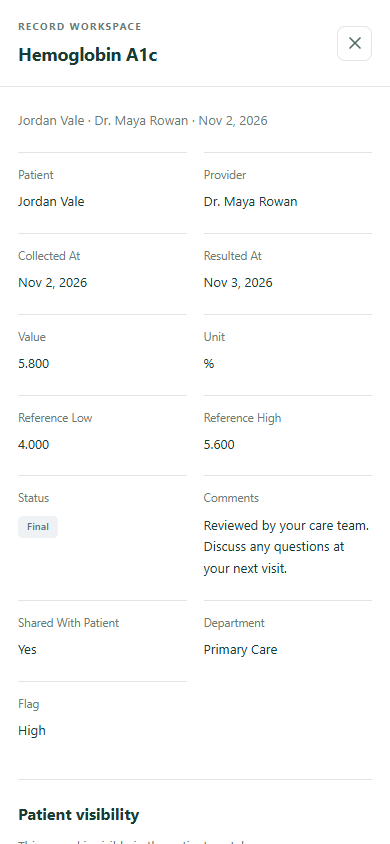 RECORD WORKSPACE
Hemoglobin A1c
Jordan Vale · Dr. Maya Rowan · Nov 2, 2026
Patient
Jordan Vale
Provider
Dr. Maya Rowan
Collected At
Nov 2, 2026
Resulted At
Nov 3, 2026
Value
5.800
Unit
%
Reference Low
4.000
Reference High
5.600
Status
Final
Comments
Reviewed by your care team.
Discuss any questions at
your next visit.
Shared With Patient
Yes
Department
Primary Care
Flag
High
Patient visibility